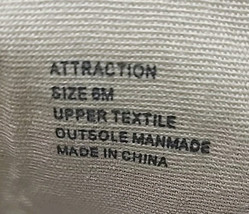 ATTRACTION
SIZE 6M
UPPER TEXTILE
OUTSOLE MANMADE
MADE IN CHINA